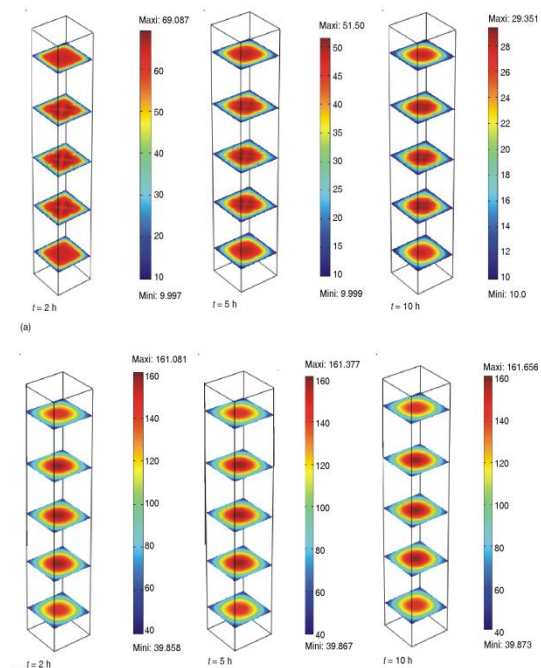 Maxi: 69.087
70
60
50
40
30
20
10
Mini: 9.997
t = 2 h
Maxi: 51.50
50
45
40
35
30
25
20
15
10
Mini: 9.999
t = 5 h
Maxi: 29.351
28
26
24
22
20
18
16
14
12
10
Mini: 10.0
t = 10 h
(a)
Maxi: 161.081
160
140
120
100
80
60
40
Mini: 39.858
t = 2 h
Maxi: 161.377
160
140
120
100
80
60
40
Mini: 39.867
t = 5 h
Maxi: 161.656
160
140
120
100
80
60
40
Mini: 39.873
t = 10 h